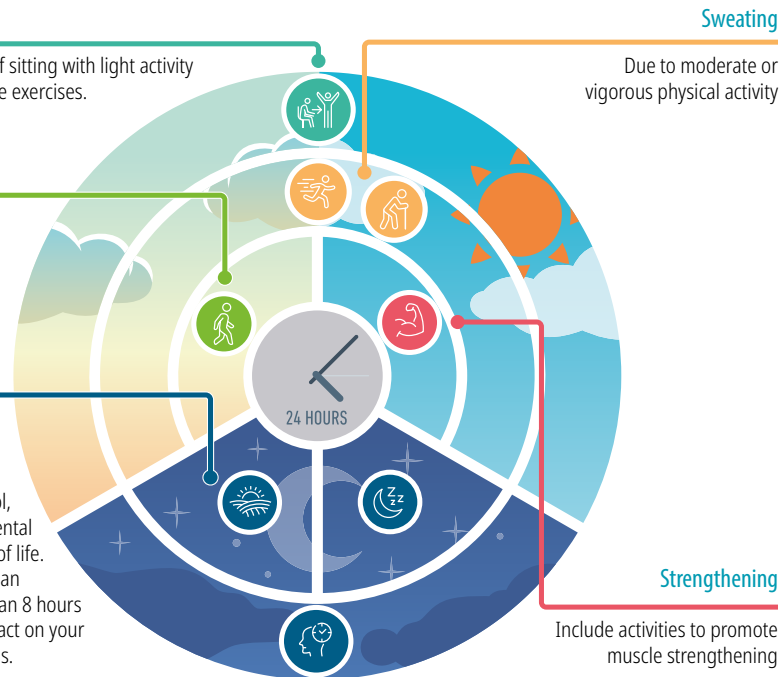 Sweating
Due to moderate or
vigorous physical activity
sitting with light activity
exercises.
24 HOURS
ental
of life.
an
an 8 hours
act on your
s.
Strengthening
Include activities to promote
muscle strengthening